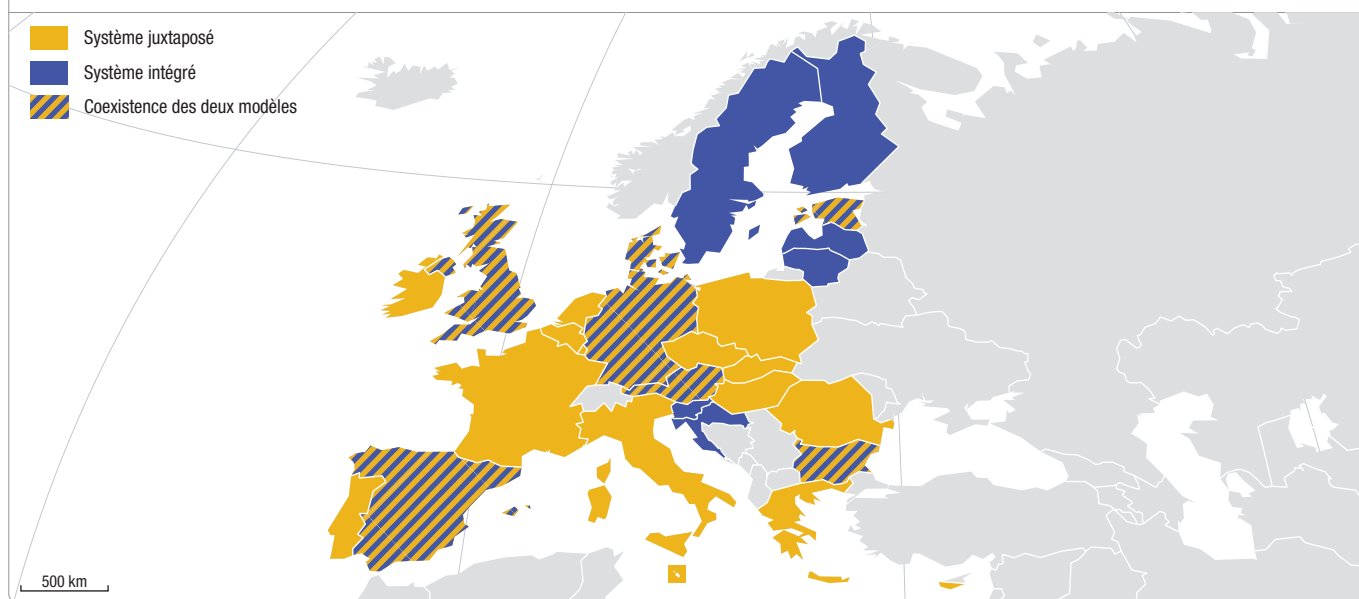 Système juxtaposé
Système intégré
Coexistence des deux modèles
500 km